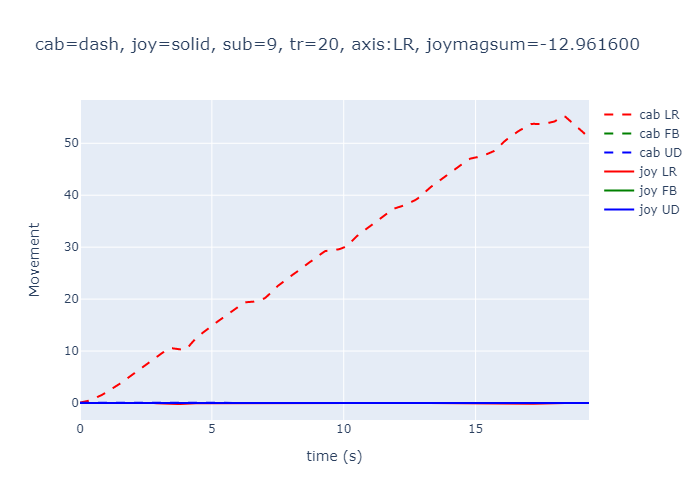 cab=dash, joy=solid, sub=9, tr=20, axis:LR, joymagsum=-12.961600
cab LR
cab FB
cab UD
joy LR
joy FB
joy UD
Movement
50
40
30
20
10
0
0 5 10 15
time (s)